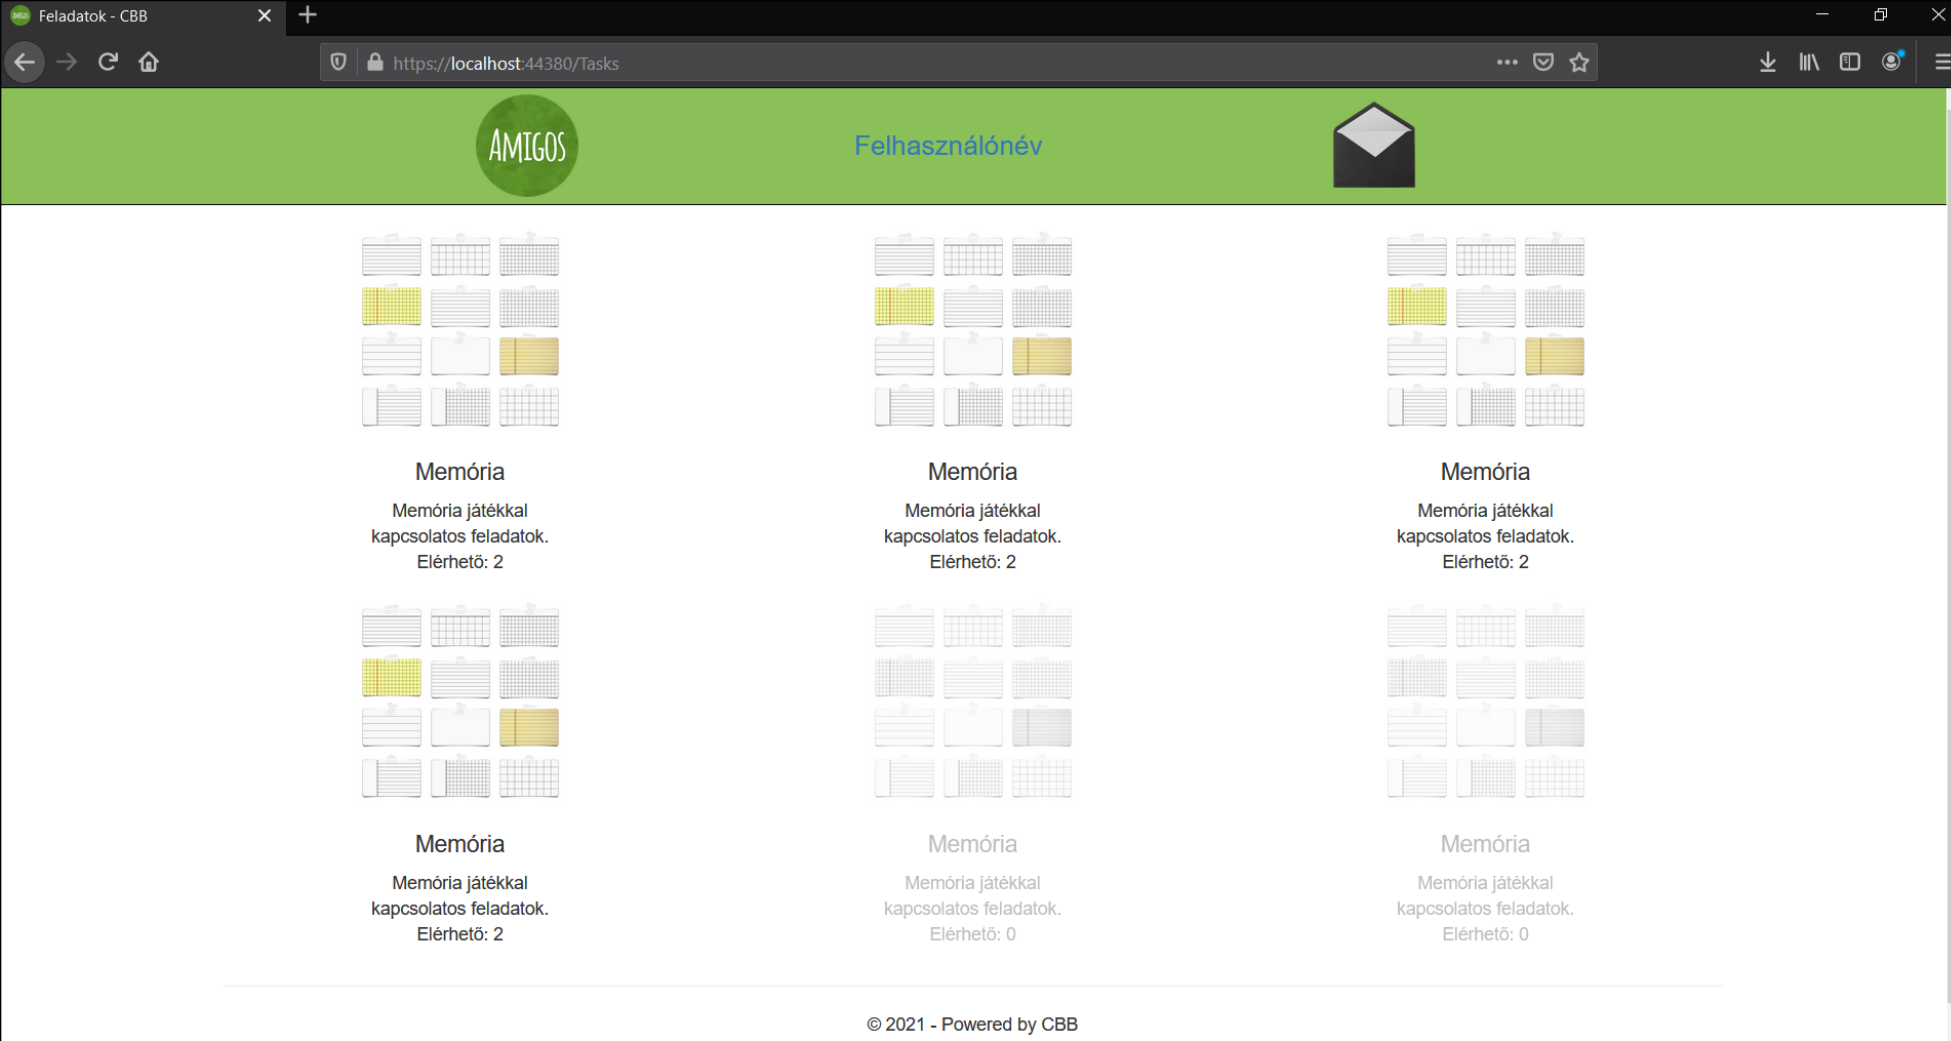 Feladatok - CBB
https://localhost:44380/Tasks
AMIGOS
Felhasználónév
Memória
Memória játékkal
kapcsolatos feladatok.
Elérhető: 2
Memória
Memória játékkal
kapcsolatos feladatok.
Elérhető: 2
Memória
Memória játékkal
kapcsolatos feladatok.
Elérhető: 2
Memória
Memória játékkal
kapcsolatos feladatok.
Elérhető: 2
Memória
Memória játékkal
kapcsolatos feladatok.
Elérhető: 0
Memória
Memória játékkal
kapcsolatos feladatok.
Elérhető: 0
© 2021 - Powered by CBB